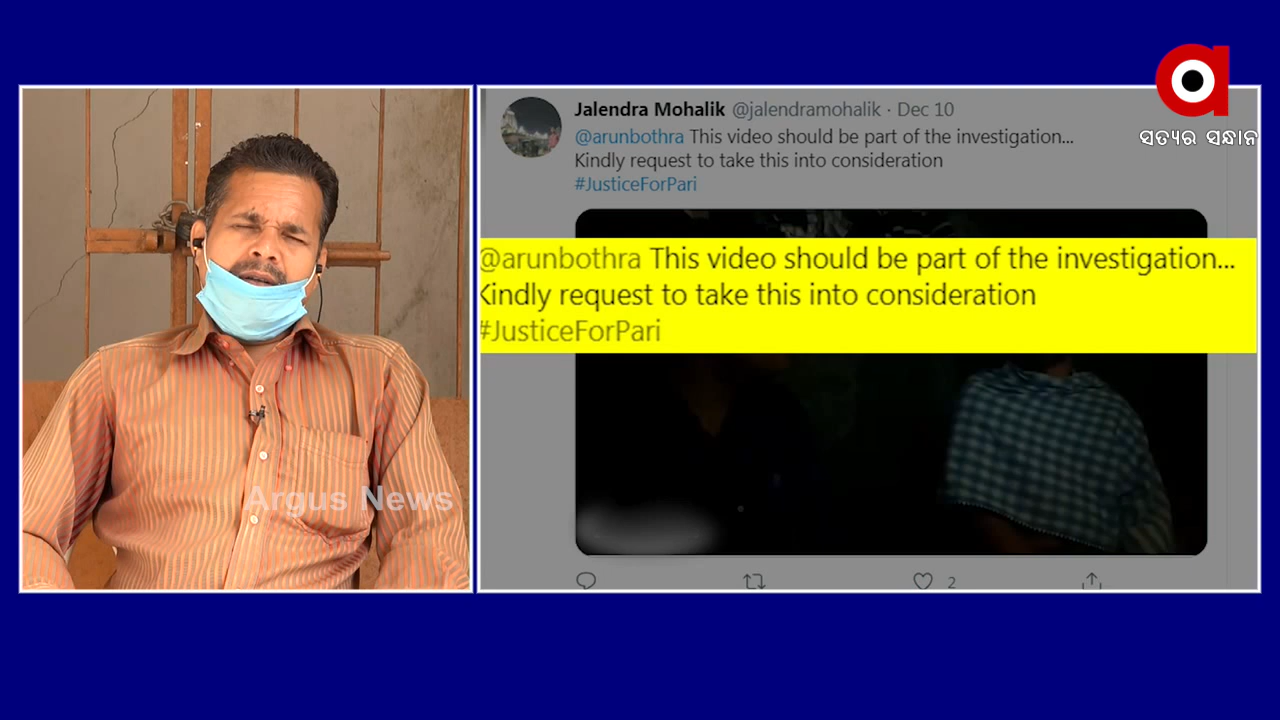 ସତ୍ୟର ସନ୍ଧାନ
Jalendra Mohalik @jalendramohalik · Dec 10
@arunbothra This video should be part of the investigation...
Kindly request to take this into consideration
#JusticeForPari
@arunbothra This video should be part of the investigation...
Kindly request to take this into consideration
#JusticeForPari
Argus News
2